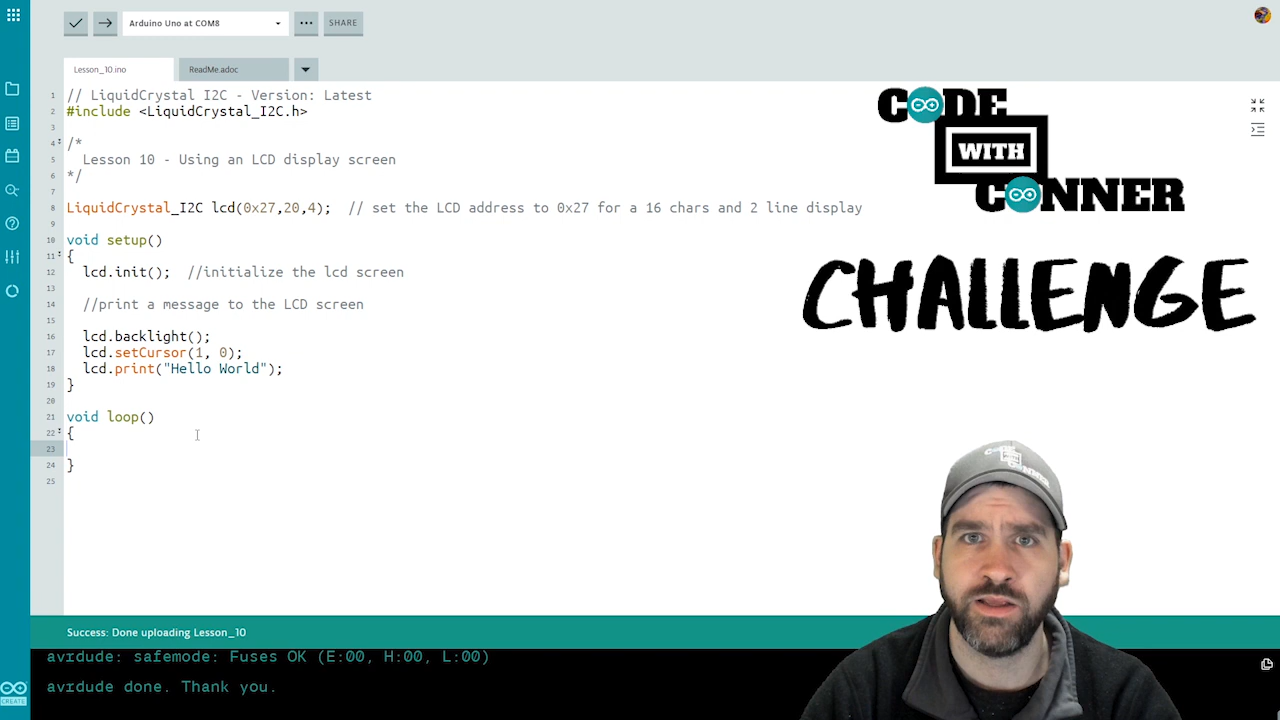 Arduino Uno at COM8
SHARE
Lesson_10.ino
ReadMe.adoc
1 // LiquidCrystal I2C - Version: Latest
2 #include <LiquidCrystal_I2C.h>
3
4 /*
5 Lesson 10 - Using an LCD display screen
6 */
7
8 LiquidCrystal_I2C lcd(0x27,20,4);  // set the LCD address to 0x27 for a 16 chars and 2 line display
9
10 void setup()
11 {
12 lcd.init();  //initialize the lcd screen
13
14 //print a message to the LCD screen
15
16 lcd.backlight();
17 lcd.setCursor(1, 0);
18 lcd.print("Hello World");
19 }
20
21 void loop()
22 {
23
24 }
25
CODE
WITH
CONNER
CHALLENGE
CODE
WITH
CONNER
Success: Done uploading Lesson_10
avrdude: safemode: Fuses OK (E:00, H:00, L:00)
avrdude done. Thank you.
CREATE